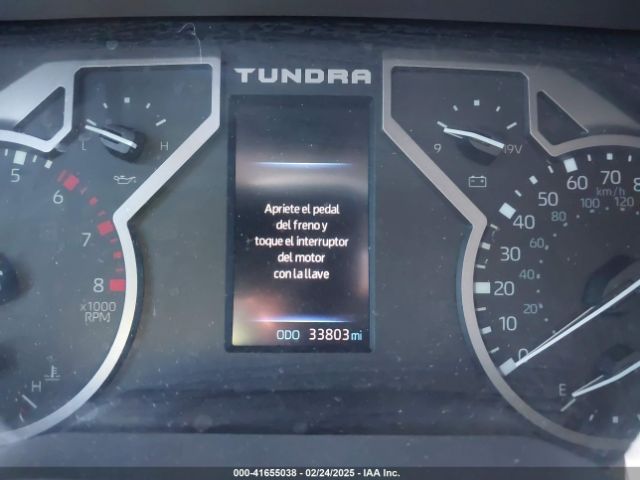 TUNDRA
L H
9 19V
5
6
7
8
x1000
RPM
H
Apriete el pedal
del freno y
toque el interruptor
del motor
con la llave
ODO 33803 mi
0
10
20
30
40
50
60
70
8
km/h
20
40
60
80
100
120
E
000-41655038 - 02/24/2025 - IAA Inc.